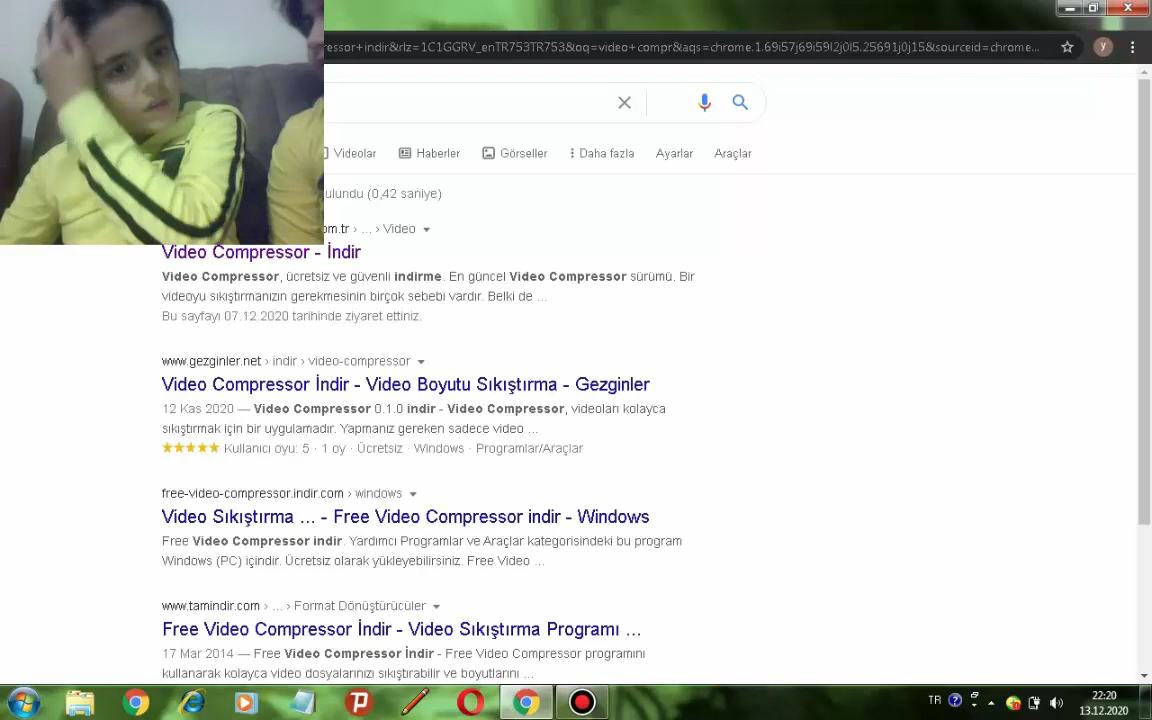 ressor+indir&rlz=1C1GGRV_enTR753TR753&oq=video+compr&aqs=chrome.1.69i57j69i59l2j0l5.25691j0j15&sourceid=chrome...
y
Videolar Haberler Görseller Daha fazla Ayarlar Araçlar
ulundu (0,42 saniye)
om.tr › ... › Video
Video Compressor - İndir
Video Compressor, ücretsiz ve güvenli indirme. En güncel Video Compressor sürümü. Bir
videoyu sıkıştırmanızın gerekmesinin birçok sebebi vardır. Belki de ...
Bu sayfayı 07.12.2020 tarihinde ziyaret ettiniz.
www.gezginler.net › indir › video-compressor
Video Compressor İndir - Video Boyutu Sıkıştırma - Gezginler
12 Kas 2020 — Video Compressor 0.1.0 indir - Video Compressor, videoları kolayca
sıkıştırmak için bir uygulamadır. Yapmanız gereken sadece video ...
Kullanıcı oyu: 5 · 1 oy · Ücretsiz · Windows · Programlar/Araçlar
free-video-compressor.indir.com › windows
Video Sıkıştırma ... - Free Video Compressor indir - Windows
Free Video Compressor indir. Yardımcı Programlar ve Araçlar kategorisindeki bu program
Windows (PC) içindir. Ücretsiz olarak yükleyebilirsiniz. Free Video ...
www.tamindir.com › ... › Format Dönüştürücüler
Free Video Compressor İndir - Video Sıkıştırma Programı ...
17 Mar 2014 — Free Video Compressor İndir - Free Video Compressor programını
kullanarak kolayca video dosyalarınızı sıkıştırabilir ve boyutlarını ...
TR
22:20
13.12.2020